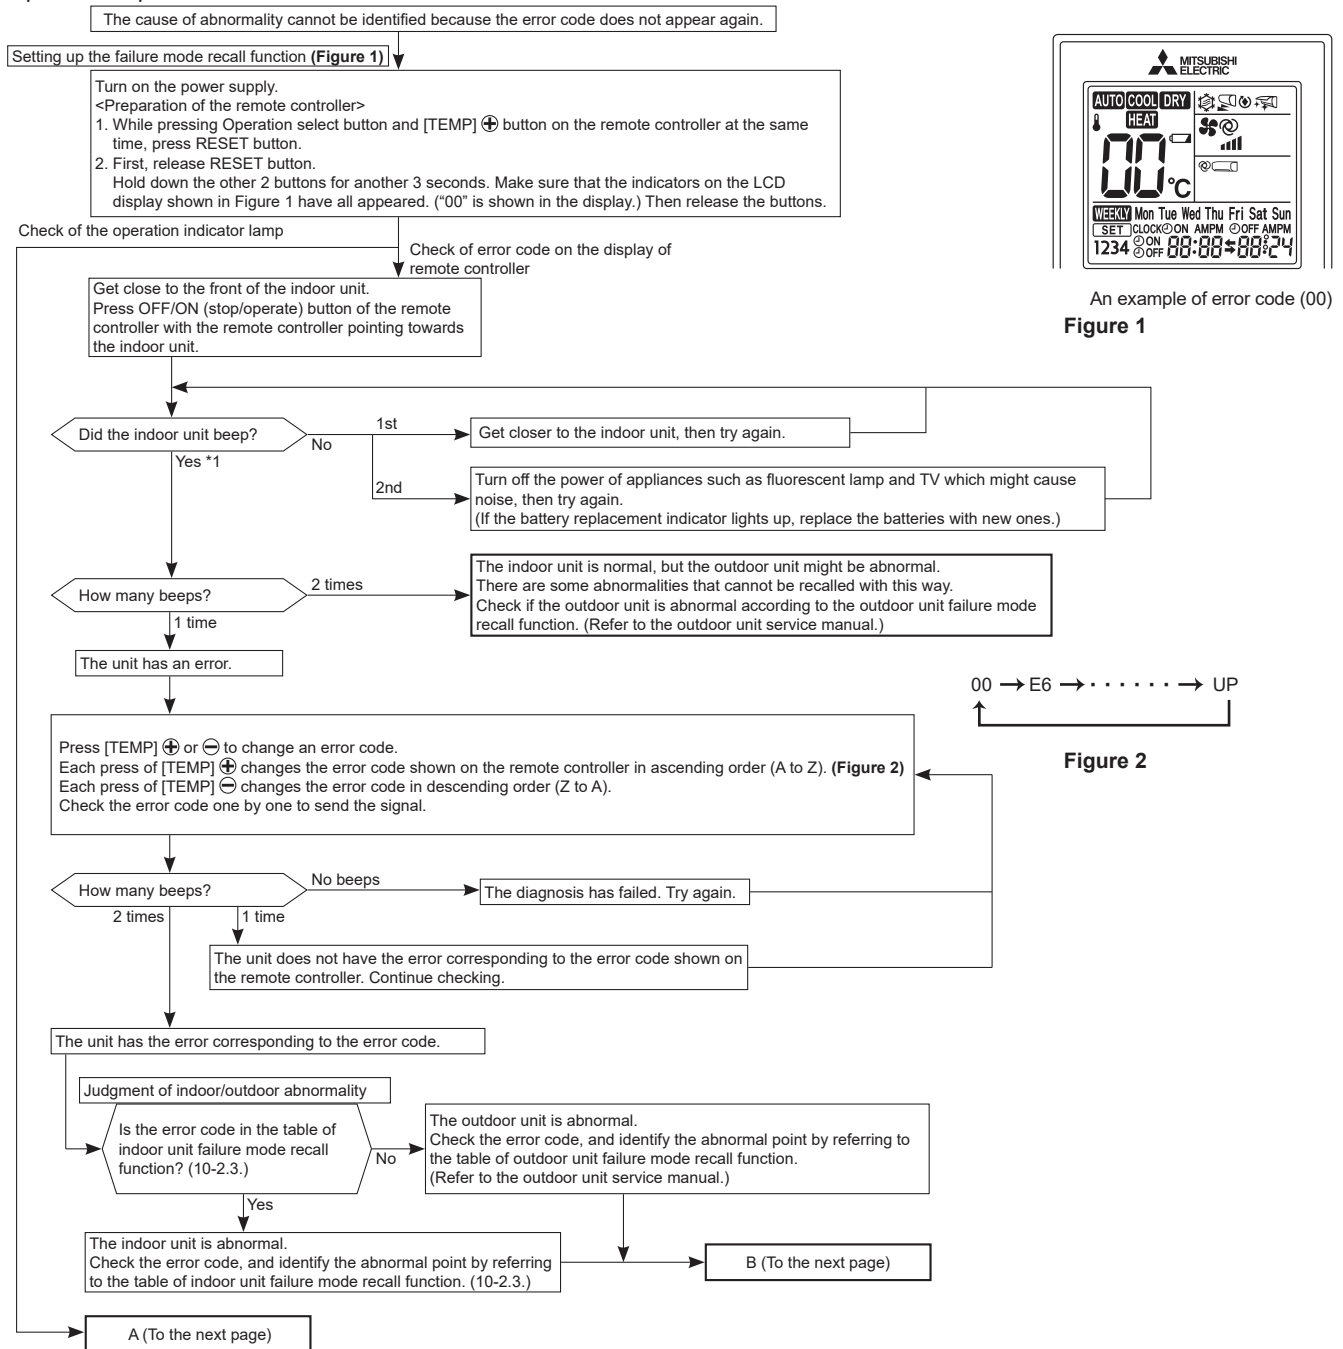 The cause of abnormality cannot be identified because the error code does not appear again.
Setting up the failure mode recall function (Figure 1)
Turn on the power supply.
<Preparation of the remote controller>
1. While pressing Operation select button and [TEMP] ⊕ button on the remote controller at the same
time, press RESET button.
2. First, release RESET button.
Hold down the other 2 buttons for another 3 seconds. Make sure that the indicators on the LCD
display shown in Figure 1 have all appeared. (“00” is shown in the display.) Then release the buttons.
MITSUBISHI
ELECTRIC
AUTO COOL DRY
HEAT
00°C
WEEKLY Mon Tue Wed Thu Fri Sat Sun
SET CLOCK ON AMPM OFF AMPM
1234 ON
OFF 88:88 88:24
An example of error code (00)
Figure 1
Check of the operation indicator lamp
Check of error code on the display of
remote controller
Get close to the front of the indoor unit.
Press OFF/ON (stop/operate) button of the remote
controller with the remote controller pointing towards
the indoor unit.
Did the indoor unit beep?
No
1st
Get closer to the indoor unit, then try again.
Yes *1
2nd
Turn off the power of appliances such as fluorescent lamp and TV which might cause
noise, then try again.
(If the battery replacement indicator lights up, replace the batteries with new ones.)
How many beeps?
2 times
The indoor unit is normal, but the outdoor unit might be abnormal.
There are some abnormalities that cannot be recalled with this way.
Check if the outdoor unit is abnormal according to the outdoor unit failure mode
recall function. (Refer to the outdoor unit service manual.)
1 time
The unit has an error.
00 → E6 → · · · · · · → UP
Figure 2
Press [TEMP] ⊕ or ⊖ to change an error code.
Each press of [TEMP] ⊕ changes the error code shown on the remote controller in ascending order (A to Z). (Figure 2)
Each press of [TEMP] ⊖ changes the error code in descending order (Z to A).
Check the error code one by one to send the signal.
How many beeps?
No beeps
The diagnosis has failed. Try again.
2 times
1 time
The unit does not have the error corresponding to the error code shown on
the remote controller. Continue checking.
The unit has the error corresponding to the error code.
Judgment of indoor/outdoor abnormality
Is the error code in the table of
indoor unit failure mode recall
function? (10-2.3.)
No
The outdoor unit is abnormal.
Check the error code, and identify the abnormal point by referring to
the table of outdoor unit failure mode recall function.
(Refer to the outdoor unit service manual.)
Yes
The indoor unit is abnormal.
Check the error code, and identify the abnormal point by referring
to the table of indoor unit failure mode recall function. (10-2.3.)
B (To the next page)
A (To the next page)